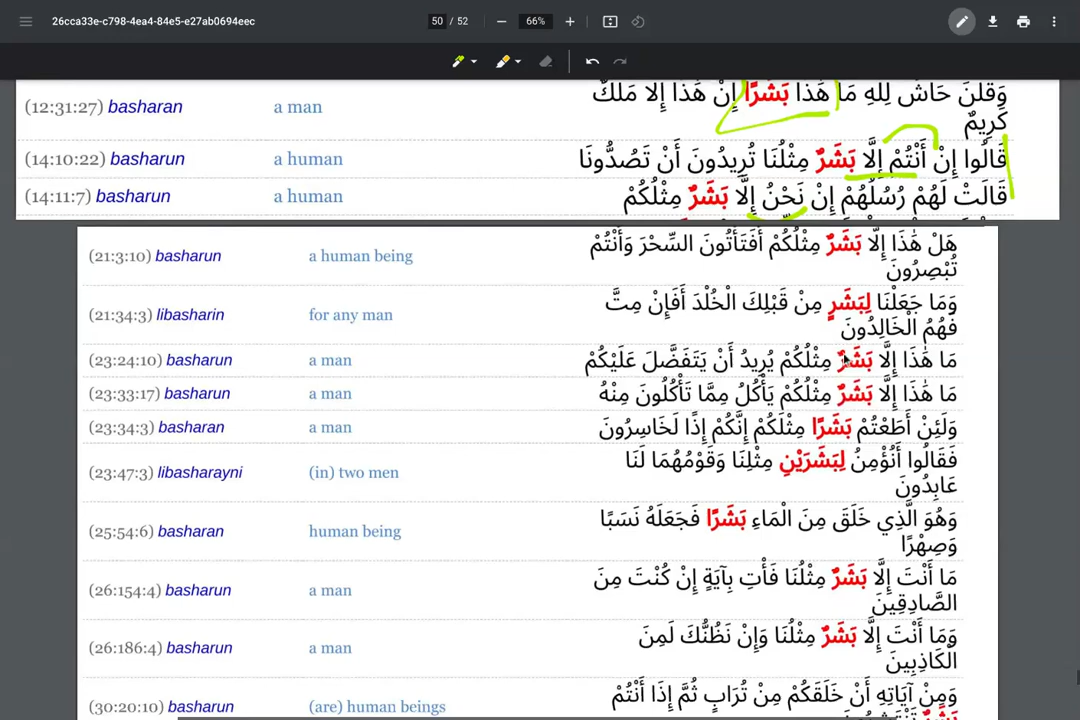 26cca33e-c798-4ea4-84e5-e27ab0694eec
50 / 52
66%
(12:31:27) basharan a man وَقُلْنَ حَاشَ لِلَّهِ مَا هَٰذَا بَشَرًا إِنْ هَٰذَا إِلَّا مَلَكٌ
كَرِيمٌ
(14:10:22) basharun a human قَالُوا إِنْ أَنْتُمْ إِلَّا بَشَرٌ مِثْلُنَا تُرِيدُونَ أَنْ تَصُدُّونَا
(14:11:7) basharun a human قَالَتْ لَهُمْ رُسُلُهُمْ إِنْ نَحْنُ إِلَّا بَشَرٌ مِثْلُكُمْ
(21:3:10) basharun a human being هَلْ هَٰذَا إِلَّا بَشَرٌ مِثْلُكُمْ أَفَتَأْتُونَ السِّحْرَ وَأَنْتُمْ
تُبْصِرُونَ
(21:34:3) libasharin for any man وَمَا جَعَلْنَا لِبَشَرٍ مِنْ قَبْلِكَ الْخُلْدَ أَفَإِنْ مِتَّ
فَهُمُ الْخَالِدُونَ
(23:24:10) basharun a man مَا هَٰذَا إِلَّا بَشَرٌ مِثْلُكُمْ يُرِيدُ أَنْ يَتَفَضَّلَ عَلَيْكُمْ
(23:33:17) basharun a man مَا هَٰذَا إِلَّا بَشَرٌ مِثْلُكُمْ يَأْكُلُ مِمَّا تَأْكُلُونَ مِنْهُ
(23:34:3) basharan a man وَلَئِنْ أَطَعْتُمْ بَشَرًا مِثْلَكُمْ إِنَّكُمْ إِذًا لَخَاسِرُونَ
(23:47:3) libasharayni (in) two men فَقَالُوا أَنُؤْمِنُ لِبَشَرَيْنِ مِثْلِنَا وَقَوْمُهُمَا لَنَا
عَابِدُونَ
(25:54:6) basharan human being وَهُوَ الَّذِي خَلَقَ مِنَ الْمَاءِ بَشَرًا فَجَعَلَهُ نَسَبًا
وَصِهْرًا
(26:154:4) basharun a man مَا أَنْتَ إِلَّا بَشَرٌ مِثْلُنَا فَأْتِ بِآيَةٍ إِنْ كُنْتَ مِنَ
الصَّادِقِينَ
(26:186:4) basharun a man وَمَا أَنْتَ إِلَّا بَشَرٌ مِثْلُنَا وَإِنْ نَظُنُّكَ لَمِنَ
الْكَاذِبِينَ
(30:20:10) basharun (are) human beings وَمِنْ آيَاتِهِ أَنْ خَلَقَكُمْ مِنْ تُرَابٍ ثُمَّ إِذَا أَنْتُمْ